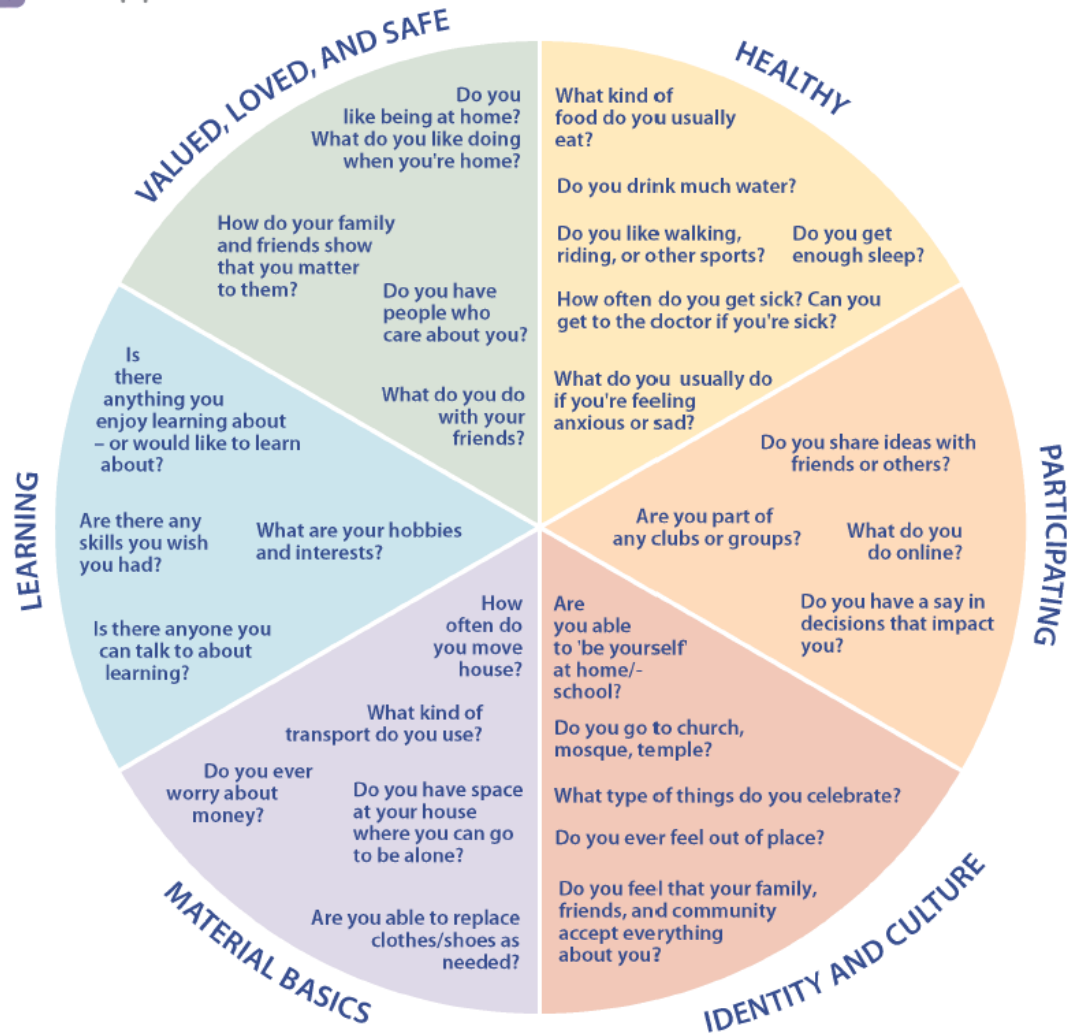 VALUED, LOVED, AND SAFE
Do you
like being at home?
What do you like doing
when you're home?
How do your family
and friends show
that you matter
to them?
Do you have
people who
care about you?
What do you do
with your
friends?
HEALTHY
What kind of
food do you usually
eat?
Do you drink much water?
Do you like walking,
riding, or other sports?
Do you get
enough sleep?
How often do you get sick? Can you
get to the doctor if you're sick?
What do you usually do
if you're feeling
anxious or sad?
PARTICIPATING
Do you share ideas with
friends or others?
Are you part of
any clubs or groups?
What do you
do online?
Do you have a say in
decisions that impact
you?
IDENTITY AND CULTURE
Are
you able
to 'be yourself'
at home/-
school?
Do you go to church,
mosque, temple?
What type of things do you celebrate?
Do you ever feel out of place?
Do you feel that your family,
friends, and community
accept everything
about you?
MATERIAL BASICS
How
often do
you move
house?
What kind of
transport do you use?
Do you ever
worry about
money?
Do you have space
at your house
where you can go
to be alone?
Are you able to replace
clothes/shoes as
needed?
LEARNING
Is
there
anything you
enjoy learning about
– or would like to learn
about?
Are there any
skills you wish
you had?
What are your hobbies
and interests?
Is there anyone you
can talk to about
learning?